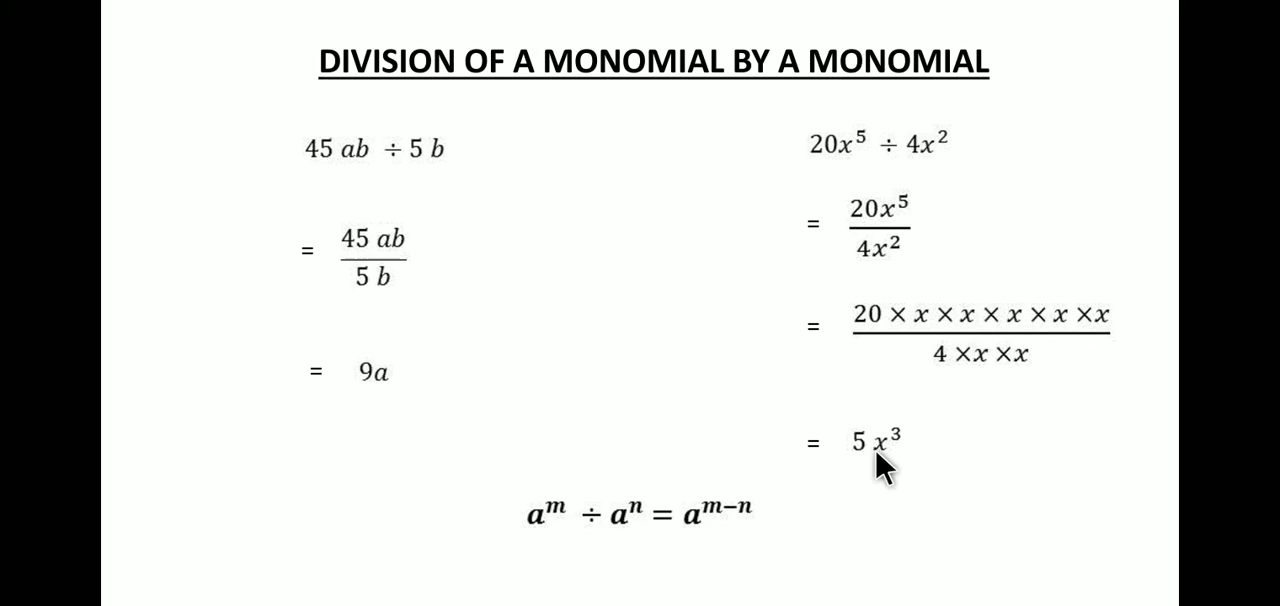 DIVISION OF A MONOMIAL BY A MONOMIAL
45 ab ÷ 5 b
= 45 ab / 5 b
= 9a
20x⁵ ÷ 4x²
= 20x⁵ / 4x²
= 20 × x × x × x × x ×x / 4 ×x ×x
= 5 x³
aᵐ ÷ aⁿ = aᵐ⁻ⁿ